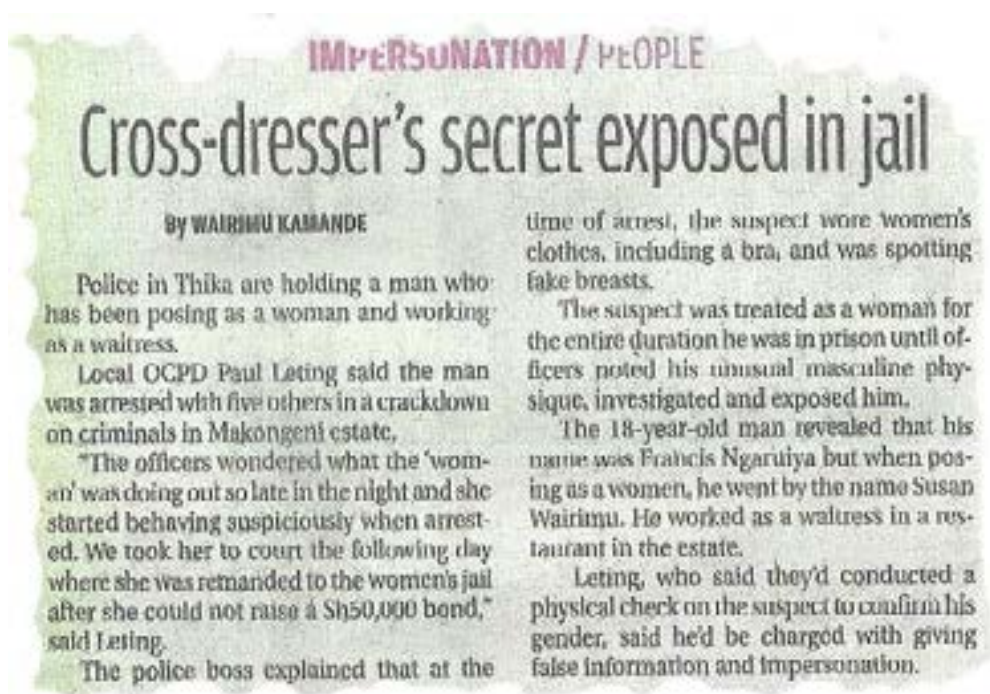 IMPERSONATION / PEOPLE
Cross-dresser's secret exposed in jail
By WAIRIMU KAMANDE
Police in Thika are holding a man who
has been posing as a woman and working
as a waitress.
Local OCPD Paul Leting said the man
was arrested with five others in a crackdown
on criminals in Makongeni estate.
"The officers wondered what the 'wom-
an' was doing out so late in the night and she
started behaving suspiciously when arrest-
ed. We took her to court the following day
where she was remanded to the women's jail
after she could not raise a Sh50,000 bond,"
said Leting.
The police boss explained that at the
time of arrest, the suspect wore women's
clothes, including a bra, and was spotting
fake breasts.
The suspect was treated as a woman for
the entire duration he was in prison until of-
ficers noted his unusual masculine phy-
sique, investigated and exposed him.
The 18-year-old man revealed that his
name was Francis Ngaruiya but when pos-
ing as a women, he went by the name Susan
Wairimu. He worked as a waitress in a res-
taurant in the estate.
Leting, who said they'd conducted a
physical check on the suspect to confirm his
gender, said he'd be charged with giving
false information and impersonation.